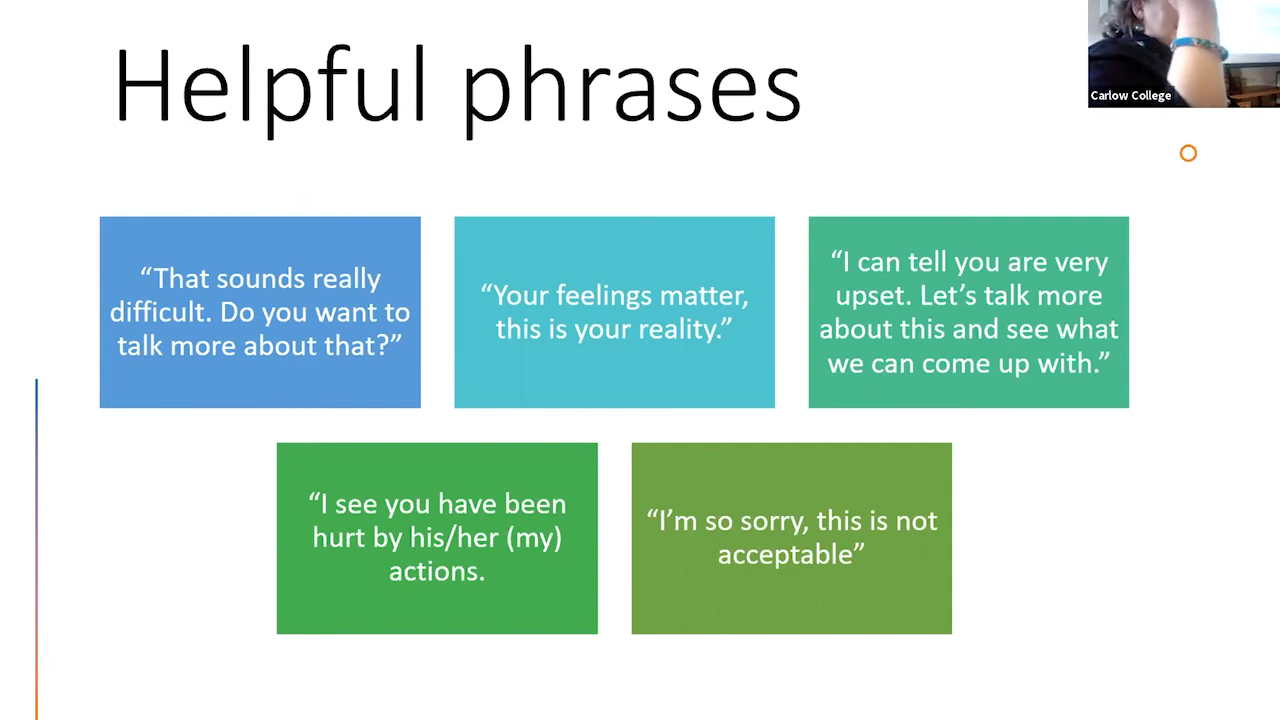 Helpful phrases
Carlow College
“That sounds really
difficult. Do you want to
talk more about that?”
“Your feelings matter,
this is your reality.”
“I can tell you are very
upset. Let’s talk more
about this and see what
we can come up with.”
“I see you have been
hurt by his/her (my)
actions.
“I’m so sorry, this is not
acceptable”